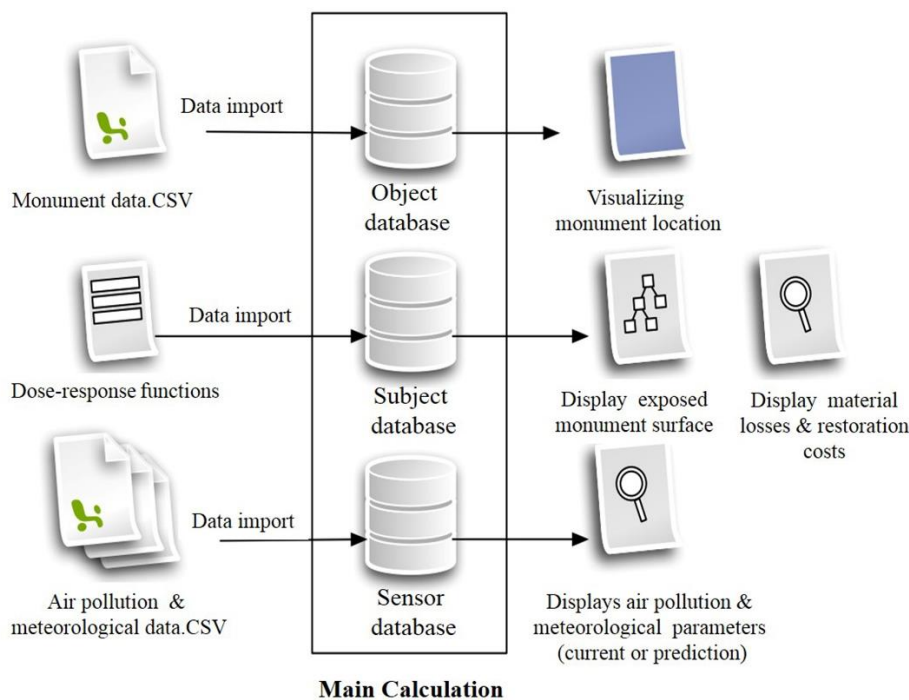 Data import
Monument data.CSV
Object
database
Visualizing
monument location
Data import
Dose-response functions
Subject
database
Display exposed
monument surface
Display material
losses & restoration
costs
Data import
Air pollution &
meteorological data.CSV
Sensor
database
Displays air pollution &
meteorological parameters
(current or prediction)
Main Calculation